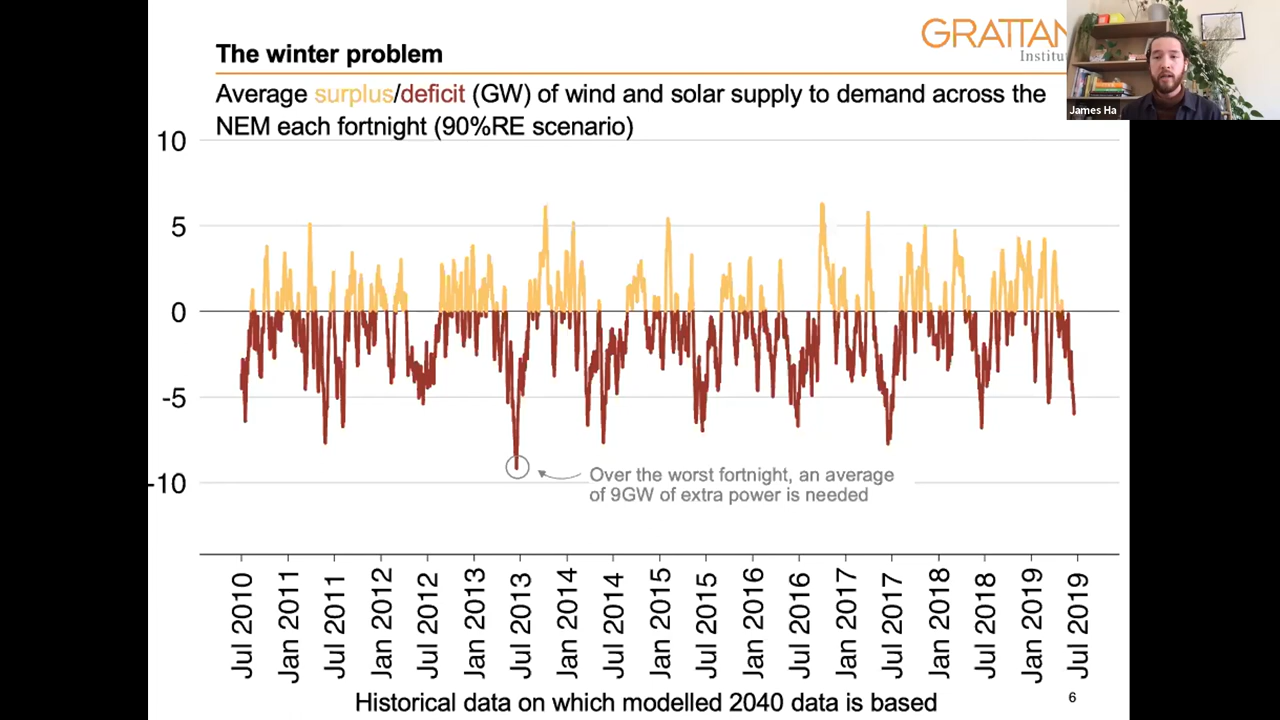 GRATTAN
Institu
James Ha
The winter problem
Average surplus/deficit (GW) of wind and solar supply to demand across the
NEM each fortnight (90%RE scenario)
10
5
0
-5
-10
Over the worst fortnight, an average
of 9GW of extra power is needed
Jul 2010
Jan 2011
Jul 2011
Jan 2012
Jul 2012
Jan 2013
Jul 2013
Jan 2014
Jul 2014
Jan 2015
Jul 2015
Jan 2016
Jul 2016
Jan 2017
Jul 2017
Jan 2018
Jul 2018
Jan 2019
Jul 2019
Historical data on which modelled 2040 data is based
6